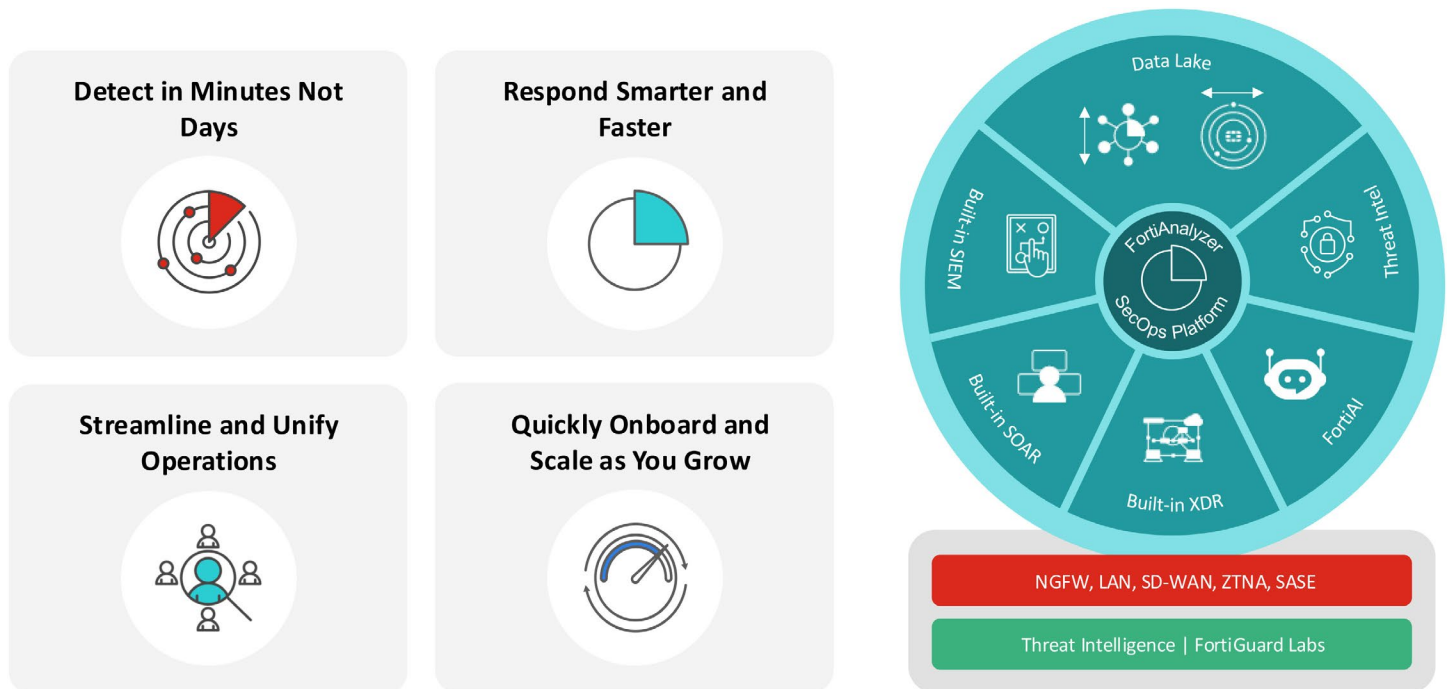 Detect in Minutes Not
Days
Respond Smarter and
Faster
Streamline and Unify
Operations
Quickly Onboard and
Scale as You Grow
Data Lake
Threat Intel
FortiAI
Built-in XDR
Built-in SOAR
Built-in SIEM
FortiAnalyzer
SecOps Platform
NGFW, LAN, SD-WAN, ZTNA, SASE
Threat Intelligence | FortiGuard Labs